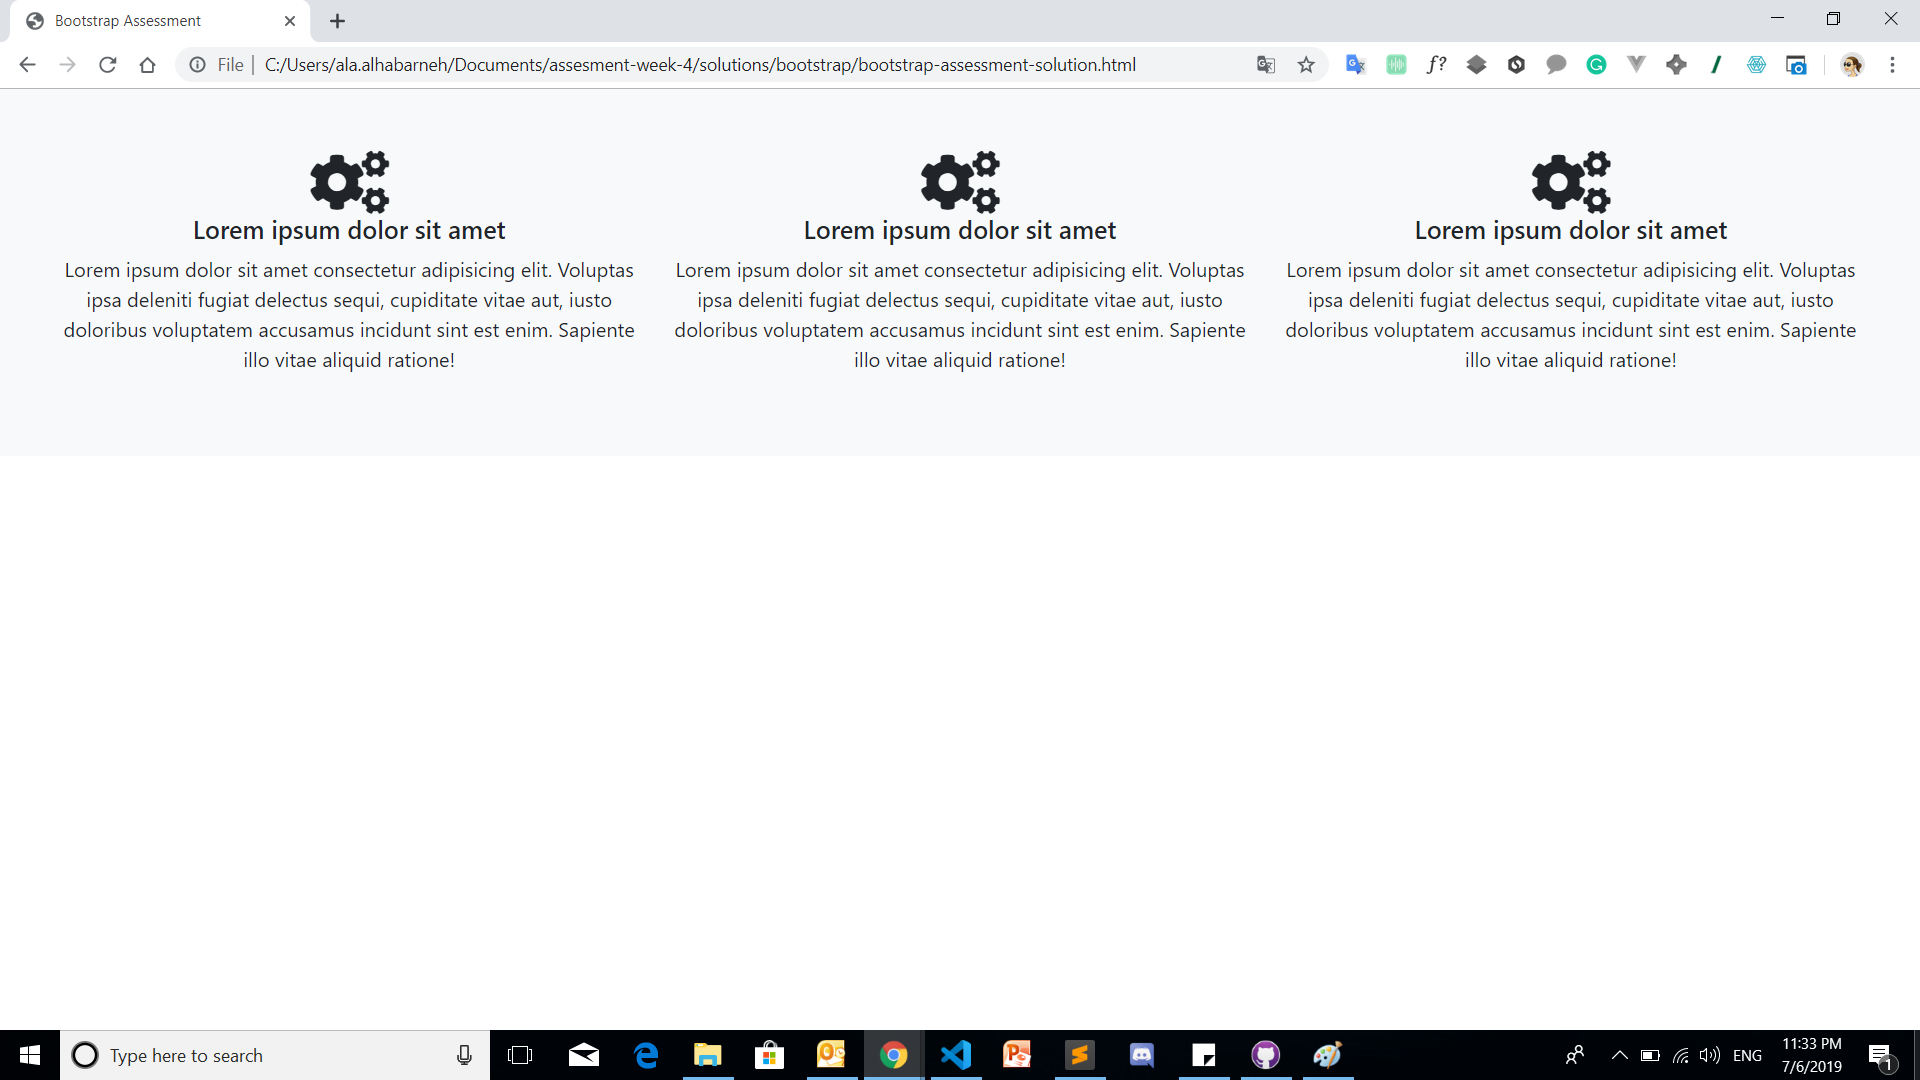 Bootstrap Assessment
File | C:/Users/ala.alhabarneh/Documents/assesment-week-4/solutions/bootstrap/bootstrap-assessment-solution.html
Lorem ipsum dolor sit amet
Lorem ipsum dolor sit amet consectetur adipisicing elit. Voluptas
ipsa deleniti fugiat delectus sequi, cupiditate vitae aut, iusto
doloribus voluptatem accusamus incidunt sint est enim. Sapiente
illo vitae aliquid ratione!
Lorem ipsum dolor sit amet
Lorem ipsum dolor sit amet consectetur adipisicing elit. Voluptas
ipsa deleniti fugiat delectus sequi, cupiditate vitae aut, iusto
doloribus voluptatem accusamus incidunt sint est enim. Sapiente
illo vitae aliquid ratione!
Lorem ipsum dolor sit amet
Lorem ipsum dolor sit amet consectetur adipisicing elit. Voluptas
ipsa deleniti fugiat delectus sequi, cupiditate vitae aut, iusto
doloribus voluptatem accusamus incidunt sint est enim. Sapiente
illo vitae aliquid ratione!
Type here to search
ENG
11:33 PM
7/6/2019
1